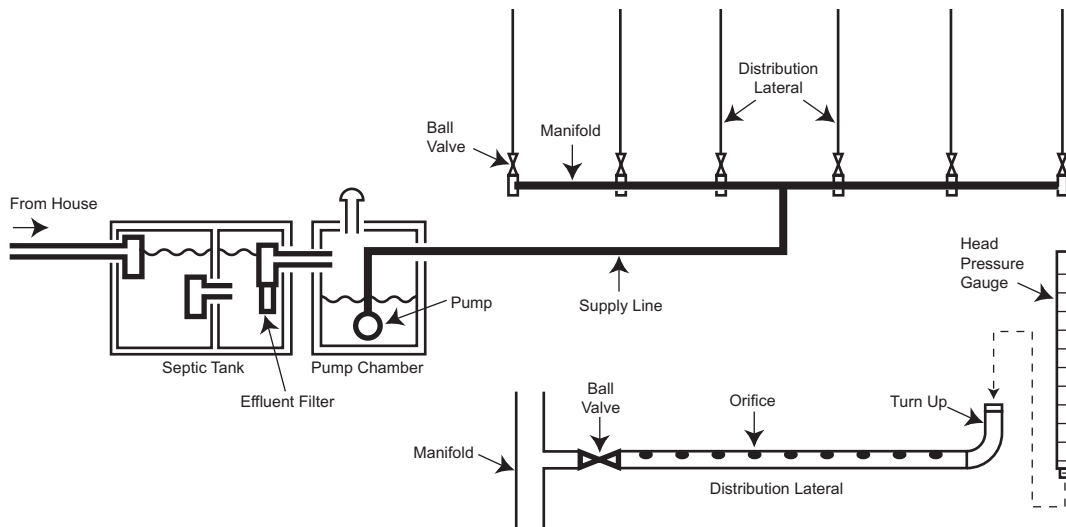 Distribution
Lateral
Ball
Valve
Manifold
From House
Head
Pressure
Gauge
Pump
Supply Line
Septic Tank
Pump Chamber
Effluent Filter
Ball
Valve
Orifice
Turn Up
Manifold
Distribution Lateral